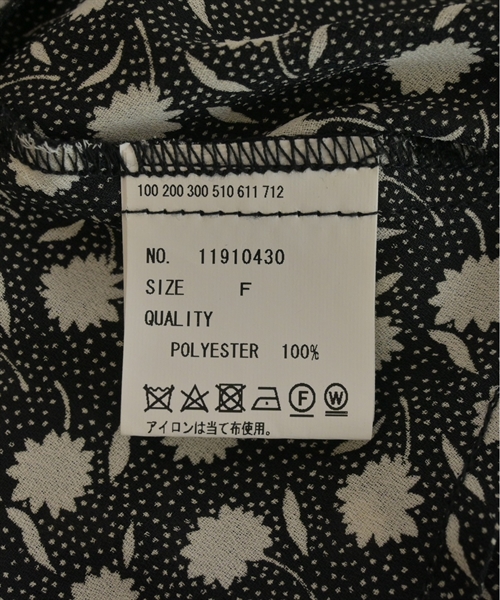 100 200 300 510 611 712
NO. 11910430
SIZE F
QUALITY
POLYESTER 100%
F W
アイロンは当て布使用。